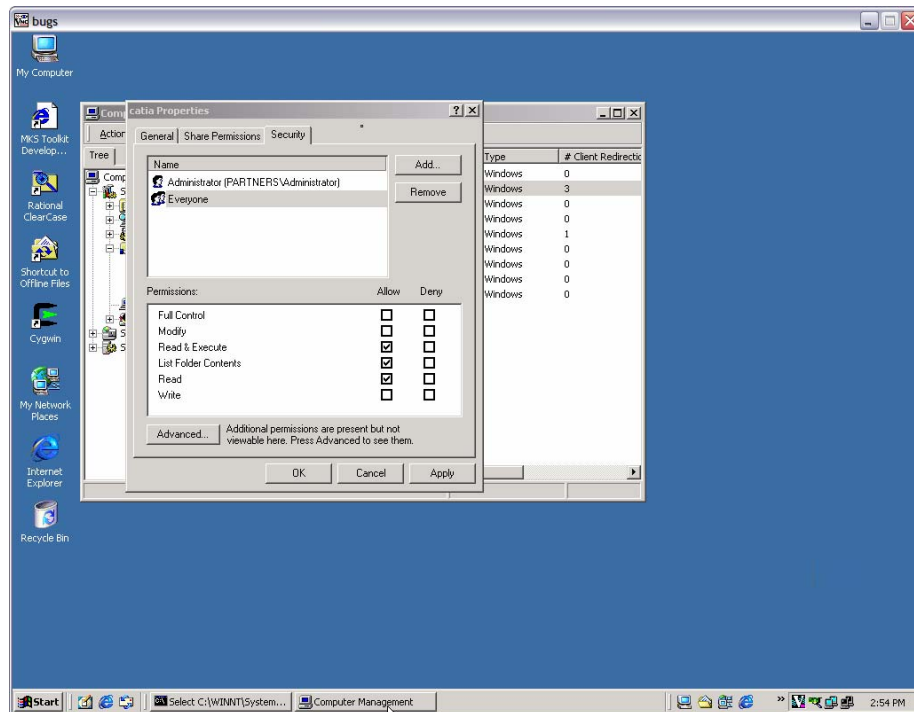 bugs
My Computer
MKS Toolkit
Develop...
Rational
ClearCase
Shortcut to
Offline Files
Cygwin
My Network
Places
Internet
Explorer
Recycle Bin
Com
Action
Tree
Comp
S
S
S
catia Properties
General
Share Permissions
Security
Name
Administrator (PARTNERS\Administrator)
Everyone
Add...
Remove
Permissions:
Allow
Deny
Full Control
Modify
Read & Execute
List Folder Contents
Read
Write
Advanced...
Additional permissions are present but not
viewable here. Press Advanced to see them.
OK
Cancel
Apply
Type
# Client Redirectic
Windows 0
Windows 3
Windows 0
Windows 0
Windows 1
Windows 0
Windows 0
Windows 0
Windows 0
Start
Select C:\WINNT\System...
Computer Management
2:54 PM